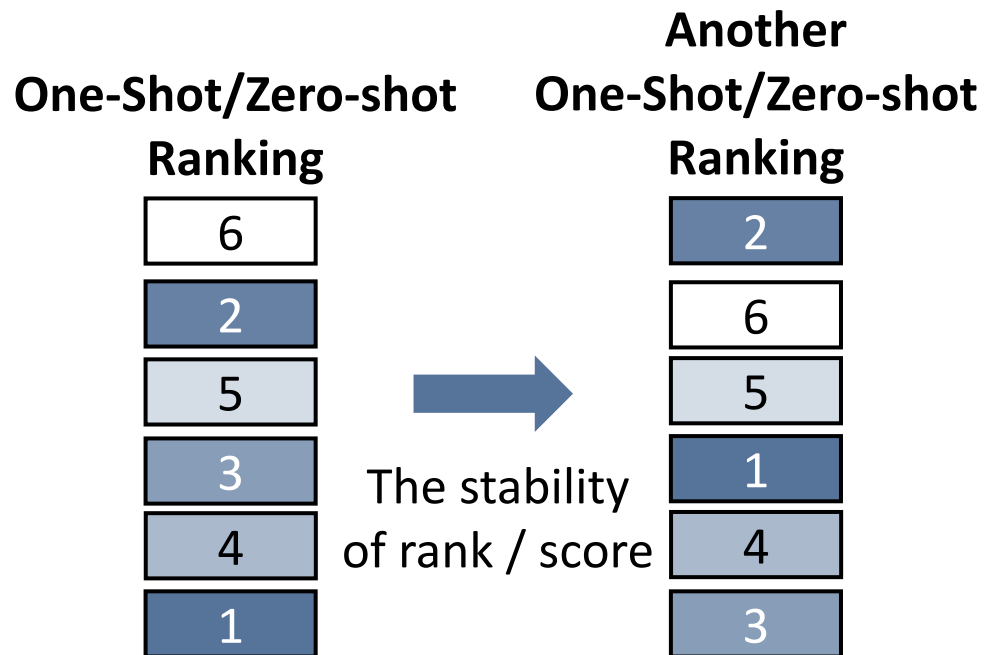 One-Shot/Zero-shot
Ranking
6
2
5
3
4
1
The stability
of rank / score
Another
One-Shot/Zero-shot
Ranking
2
6
5
1
4
3